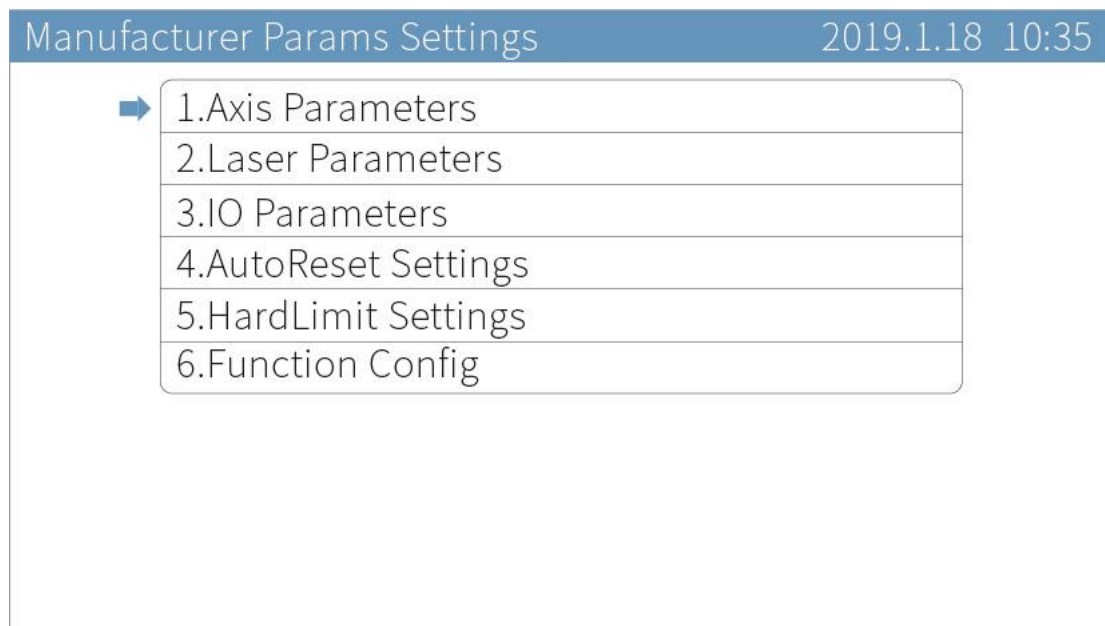 Manufacturer Params Settings 2019.1.18 10:35
1.Axis Parameters
2.Laser Parameters
3.IO Parameters
4.AutoReset Settings
5.HardLimit Settings
6.Function Config